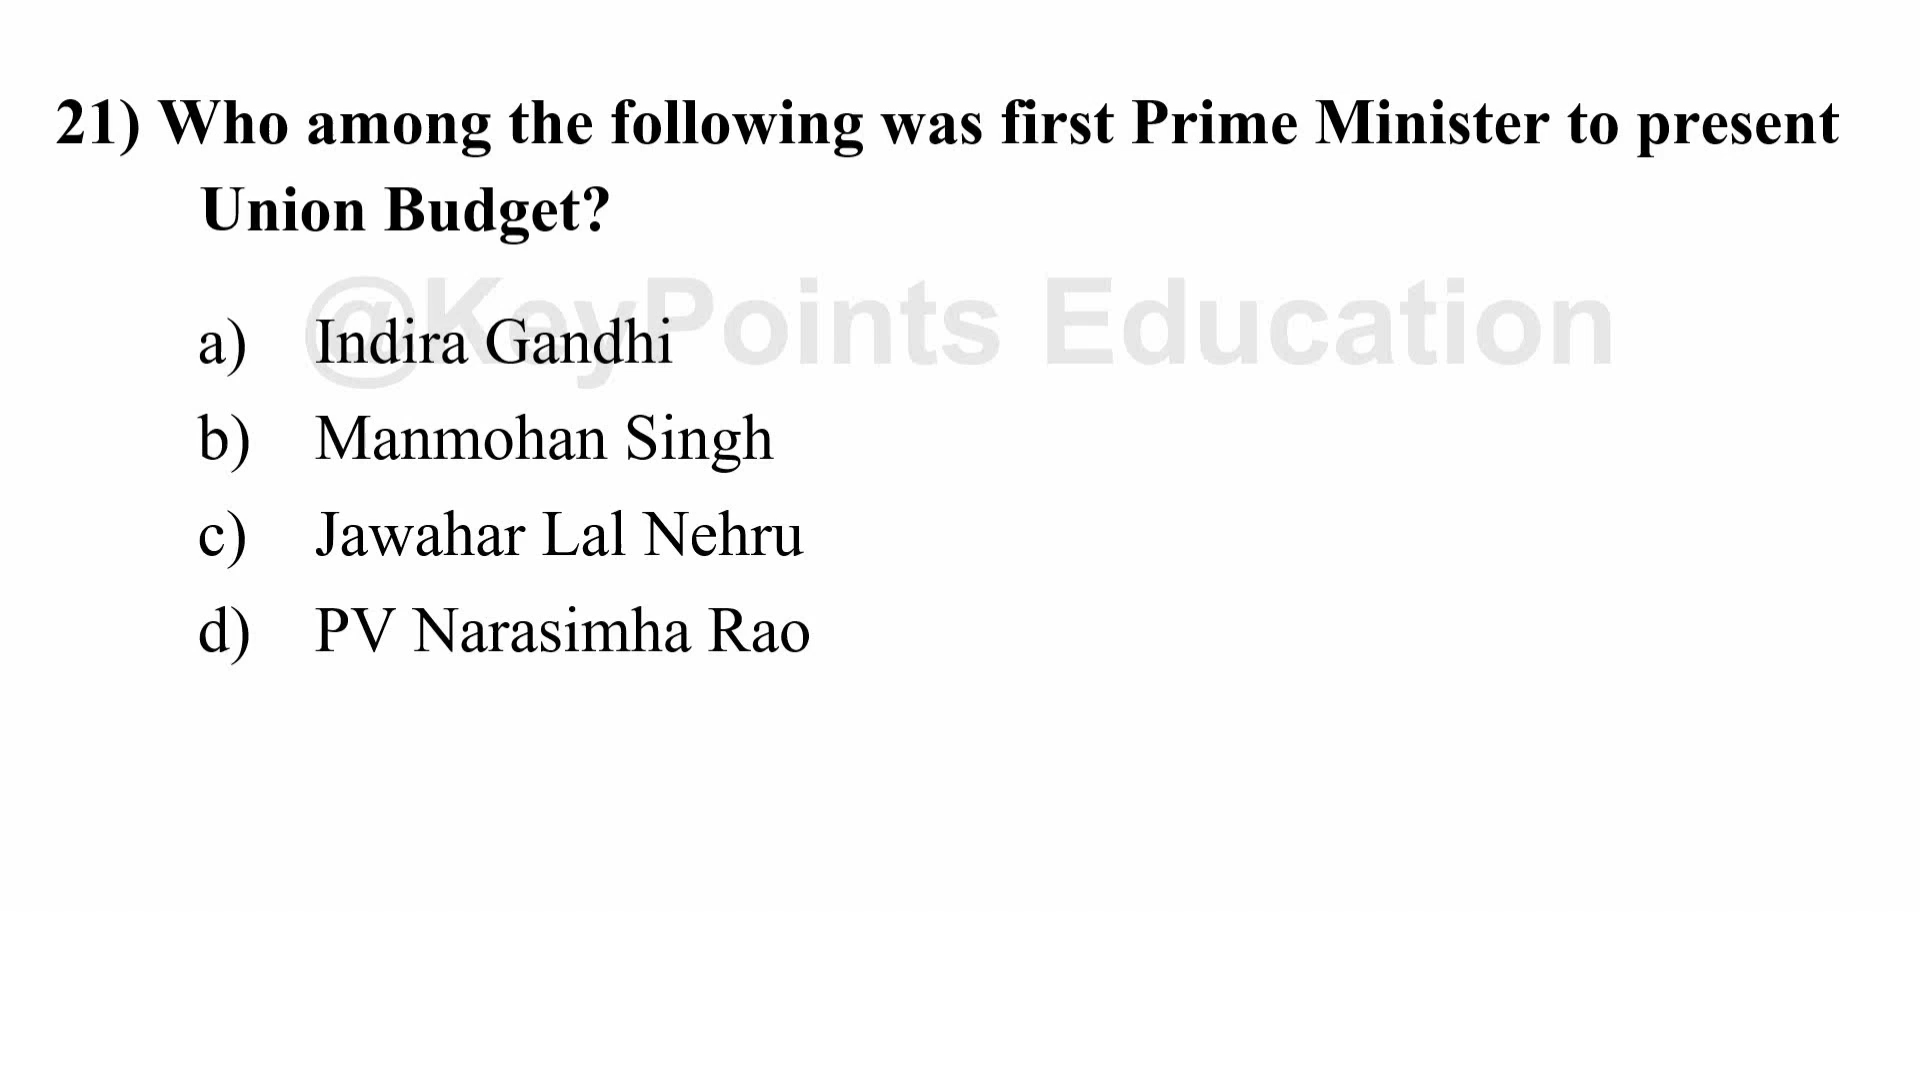 21) Who among the following was first Prime Minister to present
Union Budget?
@KeyPoints Education
a) Indira Gandhi
b) Manmohan Singh
c) Jawahar Lal Nehru
d) PV Narasimha Rao